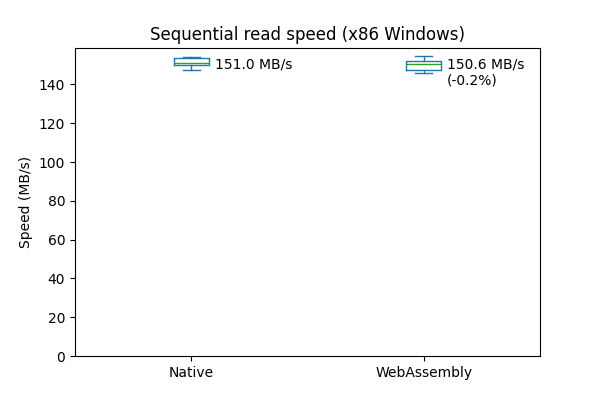 Sequential read speed (x86 Windows)
Speed (MB/s)
140
120
100
80
60
40
20
0
151.0 MB/s
150.6 MB/s
(-0.2%)
Native
WebAssembly